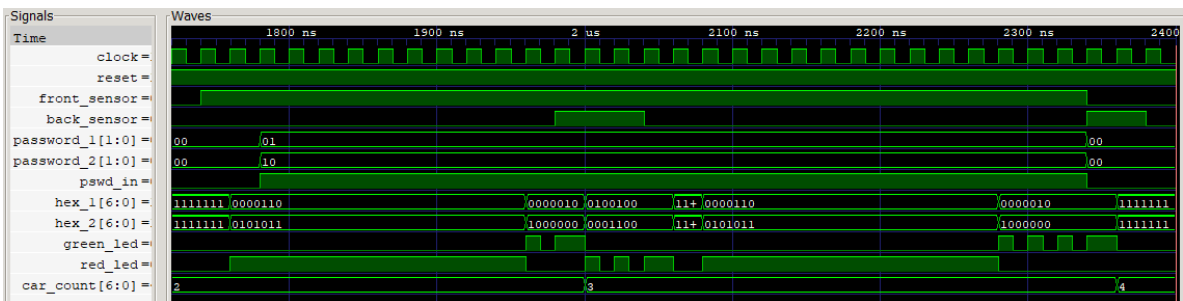 Signals
Waves
Time
1800 ns 1900 ns 2 us 2100 ns 2200 ns 2300 ns 2400
clock=
reset=
front_sensor=
back_sensor=
password_1[1:0]= 00 01 00
password_2[1:0]= 00 10 00
pswd_in=
hex_1[6:0]= 1111111 0000110 0000010 0100100 11+ 0000110 0000010 1111111
hex_2[6:0]= 1111111 0101011 1000000 0001100 11+ 0101011 1000000 1111111
green_led=
red_led=
car_count[6:0]= 2 3 4